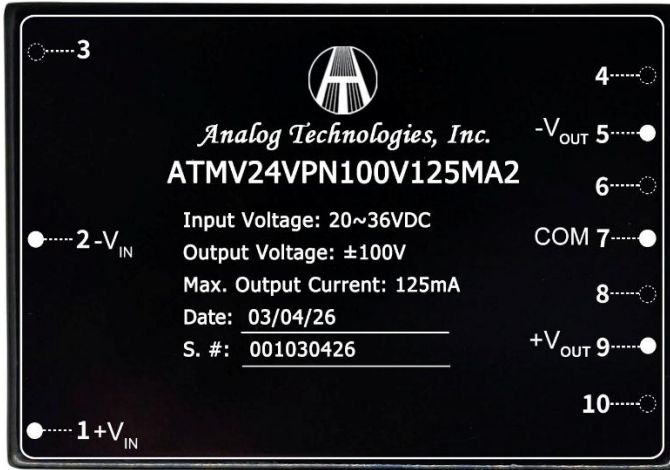 3
4
Analog Technologies, Inc.
-VOUT 5
ATMV24VPN100V125MA2
6
Input Voltage: 20~36VDC
2 -VIN
COM 7
Output Voltage: ±100V
Max. Output Current: 125mA
8
Date: 03/04/26
S. #: 001030426
+VOUT 9
10
1 +VIN